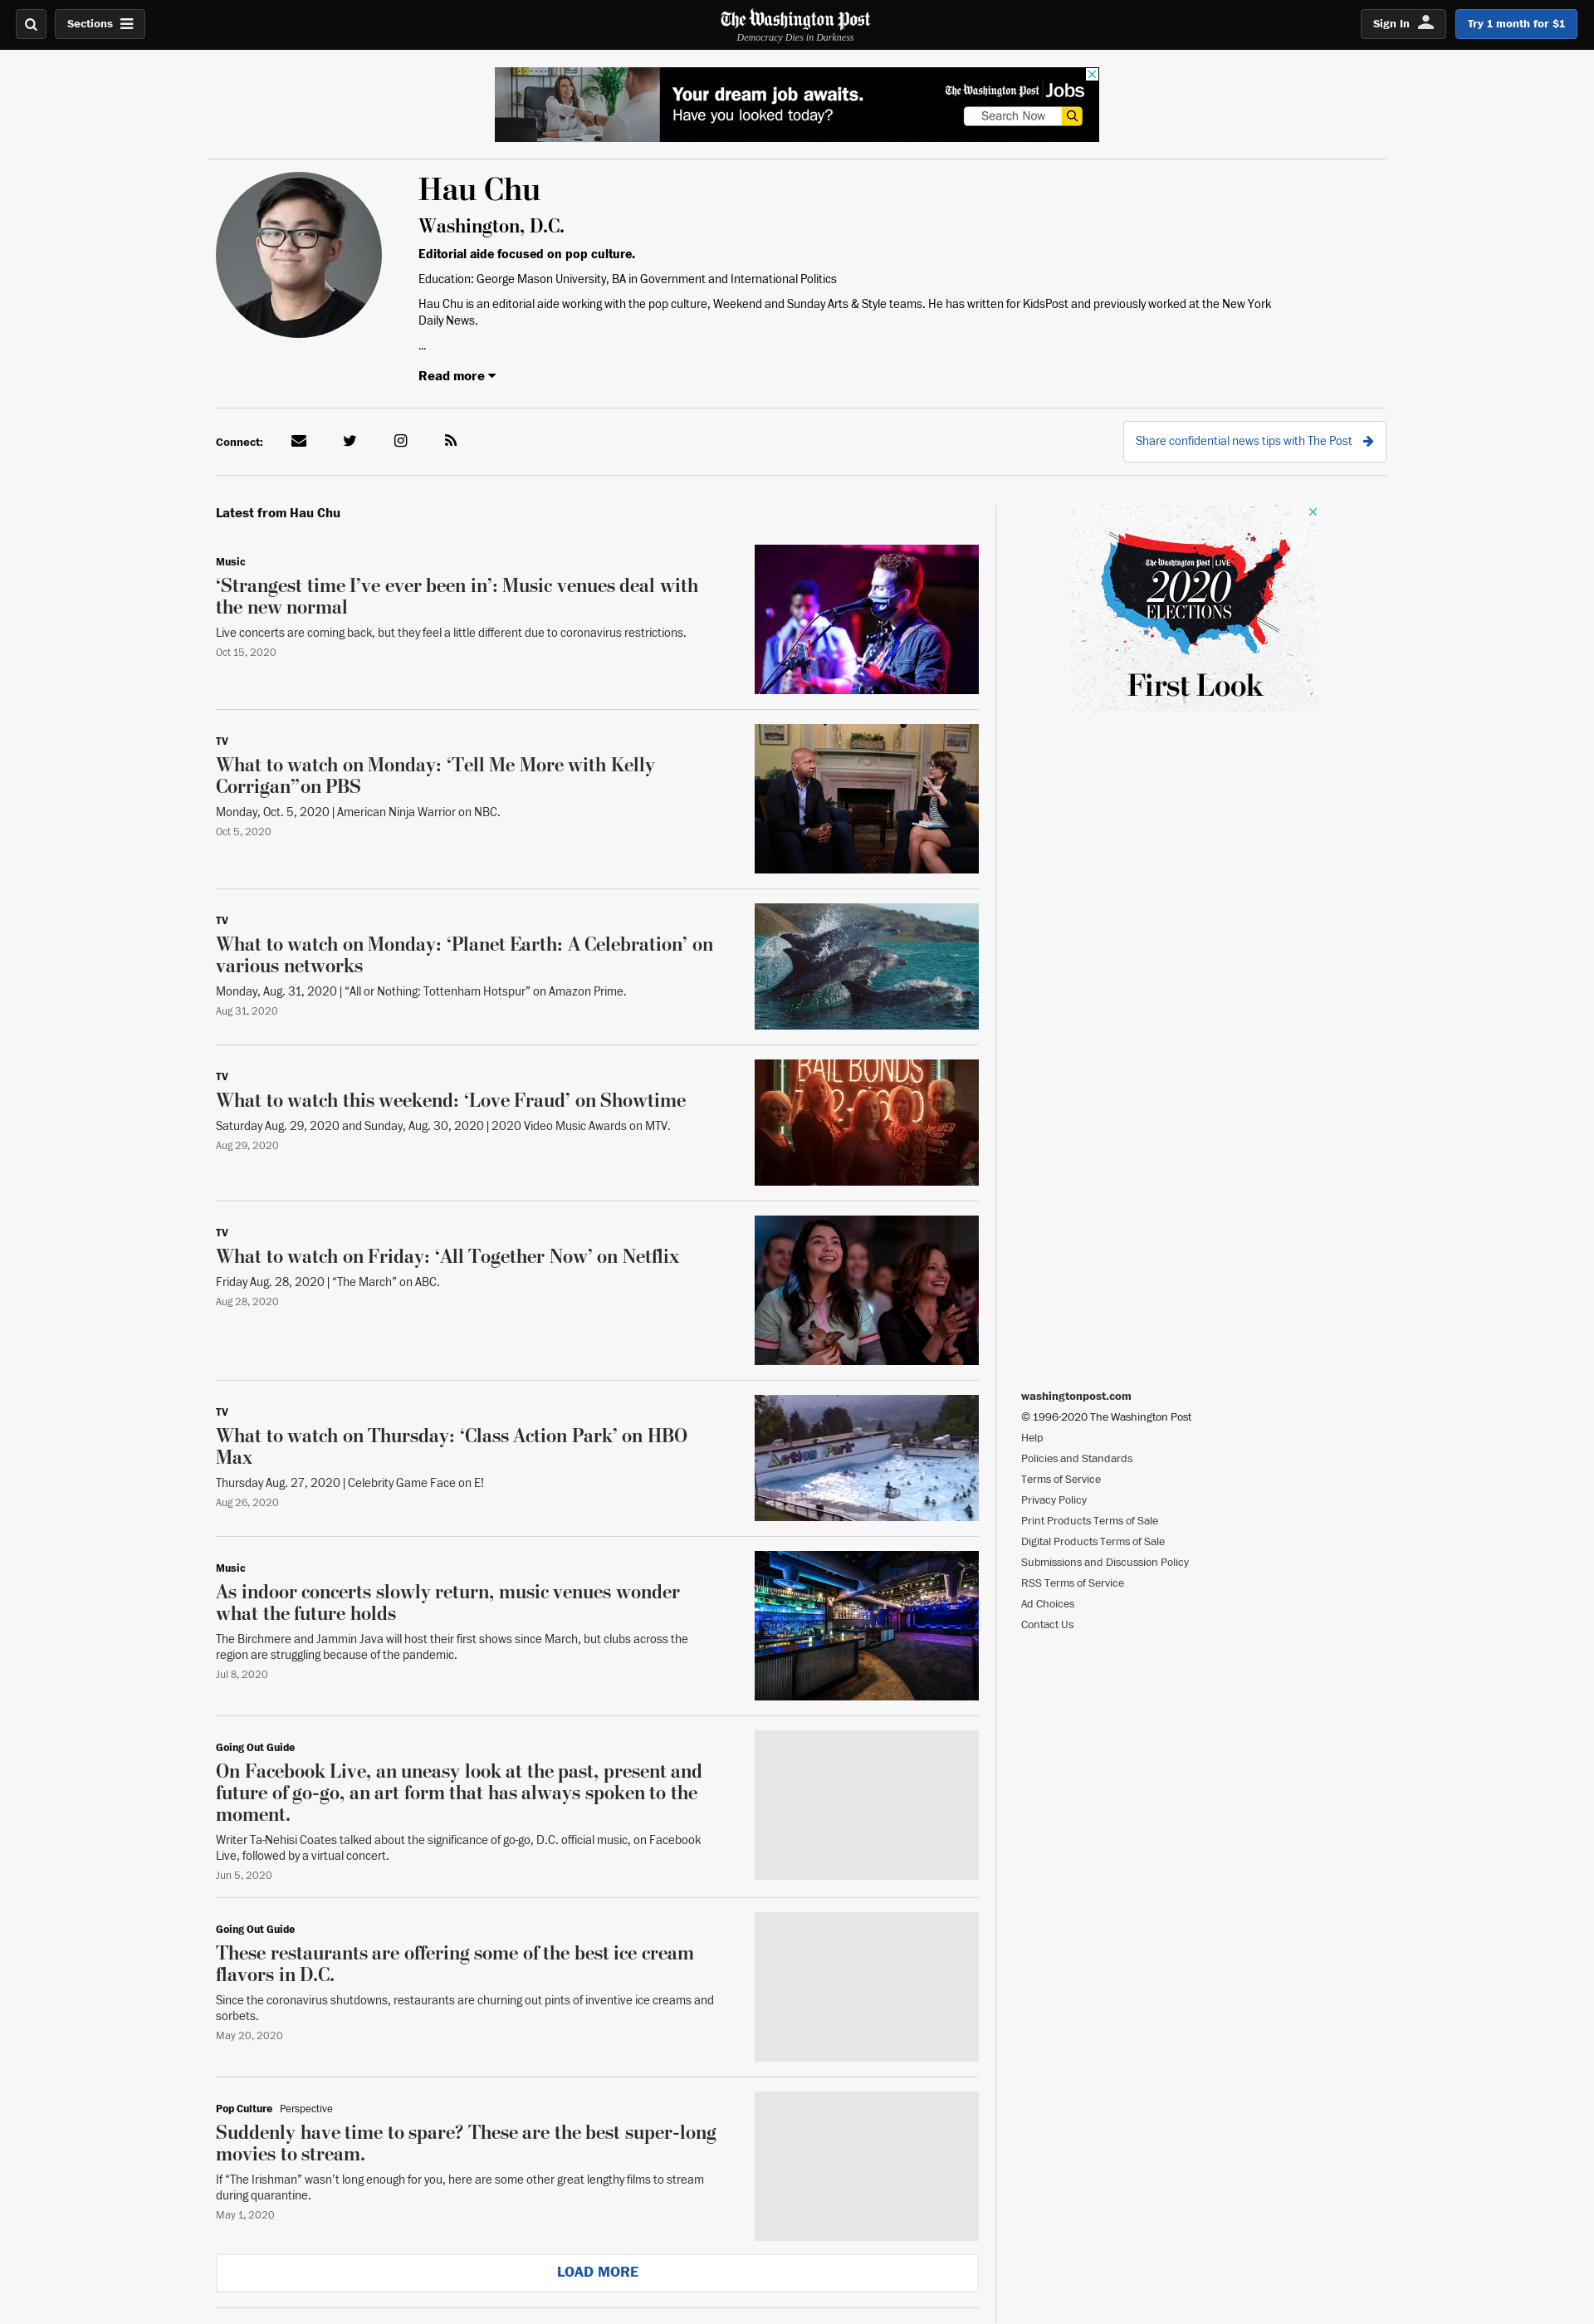 Sections
The Washington Post
Democracy Dies in Darkness
Sign In
Try 1 month for $1
Your dream job awaits.
Have you looked today?
The Washington Post Jobs
Search Now
Hau Chu
Washington, D.C.
Editorial aide focused on pop culture.
Education: George Mason University, BA in Government and International Politics
Hau Chu is an editorial aide working with the pop culture, Weekend and Sunday Arts & Style teams. He has written for KidsPost and previously worked at the New York
Daily News.
...
Read more
Connect:
Share confidential news tips with The Post
Latest from Hau Chu
Music
‘Strangest time I’ve ever been in’: Music venues deal with
the new normal
Live concerts are coming back, but they feel a little different due to coronavirus restrictions.
Oct 15, 2020
The Washington Post LIVE
2020
ELECTIONS
First Look
TV
What to watch on Monday: ‘Tell Me More with Kelly
Corrigan”on PBS
Monday, Oct. 5, 2020 | American Ninja Warrior on NBC.
Oct 5, 2020
TV
What to watch on Monday: ‘Planet Earth: A Celebration’ on
various networks
Monday, Aug. 31, 2020 | “All or Nothing: Tottenham Hotspur” on Amazon Prime.
Aug 31, 2020
TV
What to watch this weekend: ‘Love Fraud’ on Showtime
Saturday Aug. 29, 2020 and Sunday, Aug. 30, 2020 | 2020 Video Music Awards on MTV.
Aug 29, 2020
BAIL BONDS
TV
What to watch on Friday: ‘All Together Now’ on Netflix
Friday Aug. 28, 2020 | “The March” on ABC.
Aug 28, 2020
TV
What to watch on Thursday: ‘Class Action Park’ on HBO
Max
Thursday Aug. 27, 2020 | Celebrity Game Face on E!
Aug 26, 2020
Action Park
Music
As indoor concerts slowly return, music venues wonder
what the future holds
The Birchmere and Jammin Java will host their first shows since March, but clubs across the
region are struggling because of the pandemic.
Jul 8, 2020
Going Out Guide
On Facebook Live, an uneasy look at the past, present and
future of go-go, an art form that has always spoken to the
moment.
Writer Ta-Nehisi Coates talked about the significance of go-go, D.C. official music, on Facebook
Live, followed by a virtual concert.
Jun 5, 2020
Going Out Guide
These restaurants are offering some of the best ice cream
flavors in D.C.
Since the coronavirus shutdowns, restaurants are churning out pints of inventive ice creams and
sorbets.
May 20, 2020
Pop Culture Perspective
Suddenly have time to spare? These are the best super-long
movies to stream.
If “The Irishman” wasn’t long enough for you, here are some other great lengthy films to stream
during quarantine.
May 1, 2020
LOAD MORE
washingtonpost.com
© 1996-2020 The Washington Post
Help
Policies and Standards
Terms of Service
Privacy Policy
Print Products Terms of Sale
Digital Products Terms of Sale
Submissions and Discussion Policy
RSS Terms of Service
Ad Choices
Contact Us